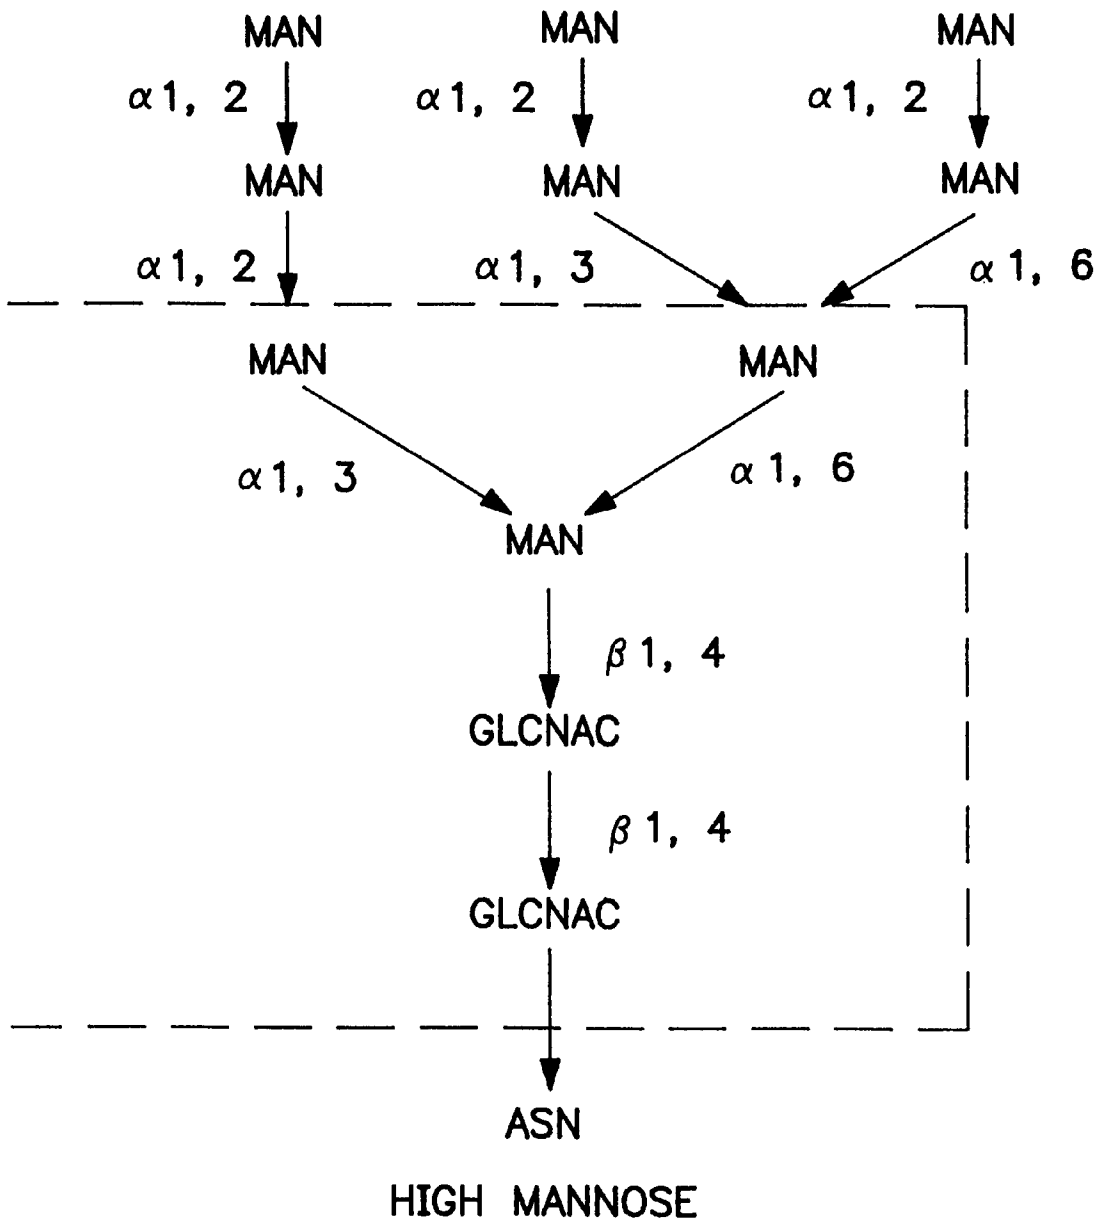 MAN MAN MAN
α1, 2 α1, 2 α1, 2
MAN MAN MAN
α1, 2 α1, 3 α1, 6
MAN MAN
α1, 3 α1, 6
MAN
β1, 4
GLCNAC
β1, 4
GLCNAC
ASN
HIGH MANNOSE